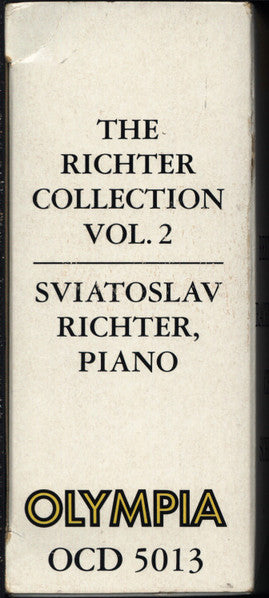 THE
RICHTER
COLLECTION
VOL. 2
SVIATOSLAV
RICHTER,
PIANO
OLYMPIA
OCD 5013